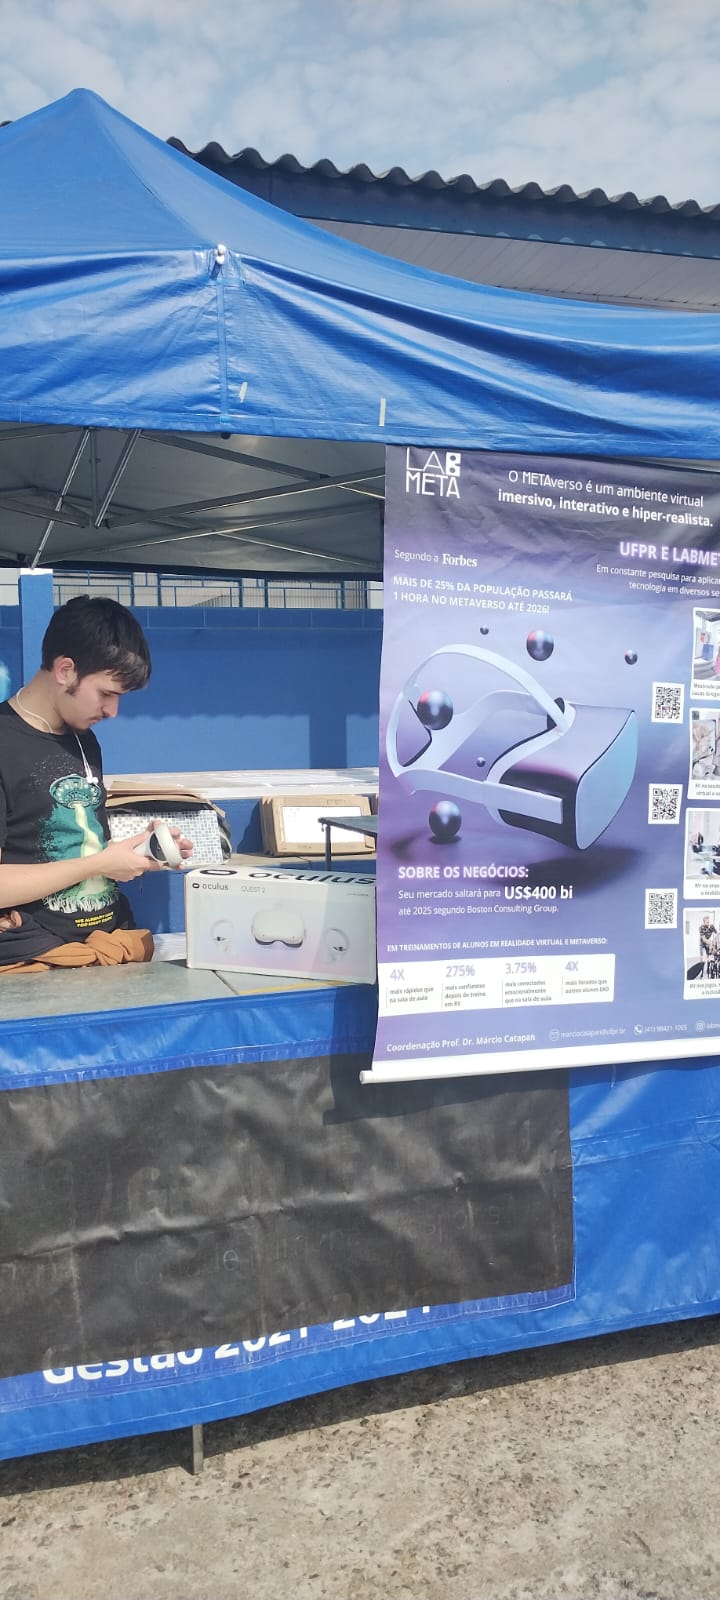 LAB
META
O METAverso é um ambiente virtual
imersivo, interativo e hiper-realista.
Segundo a Forbes
MAIS DE 25% DA POPULAÇÃO PASSARÁ
1 HORA NO METAVERSO ATÉ 2026!
UFPR E LABMET
Em constante pesquisa para aplica
tecnologia em diversos se
SOBRE OS NEGÓCIOS:
Seu mercado saltará para US$400 bi
até 2025 segundo Boston Consulting Group.
EM TREINAMENTOS DE ALUNOS EM REALIDADE VIRTUAL E METAVERSO:
4X
mais rápidos que
na sala de aula
275%
mais confiantes
depois de treino
em RV
3.75%
mais conectados
emocionalmente
que na sala de aula
4X
mais focados que
outros alunos EAD
Coordenação Prof. Dr. Márcio Catapan
marciocatapan@ufpr.br
oculus
oculus QUEST 2
Gestão 2021-2024